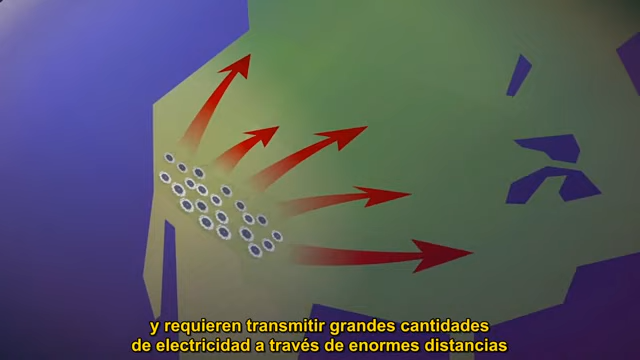 y requieren transmitir grandes cantidades
de electricidad a través de enormes distancias